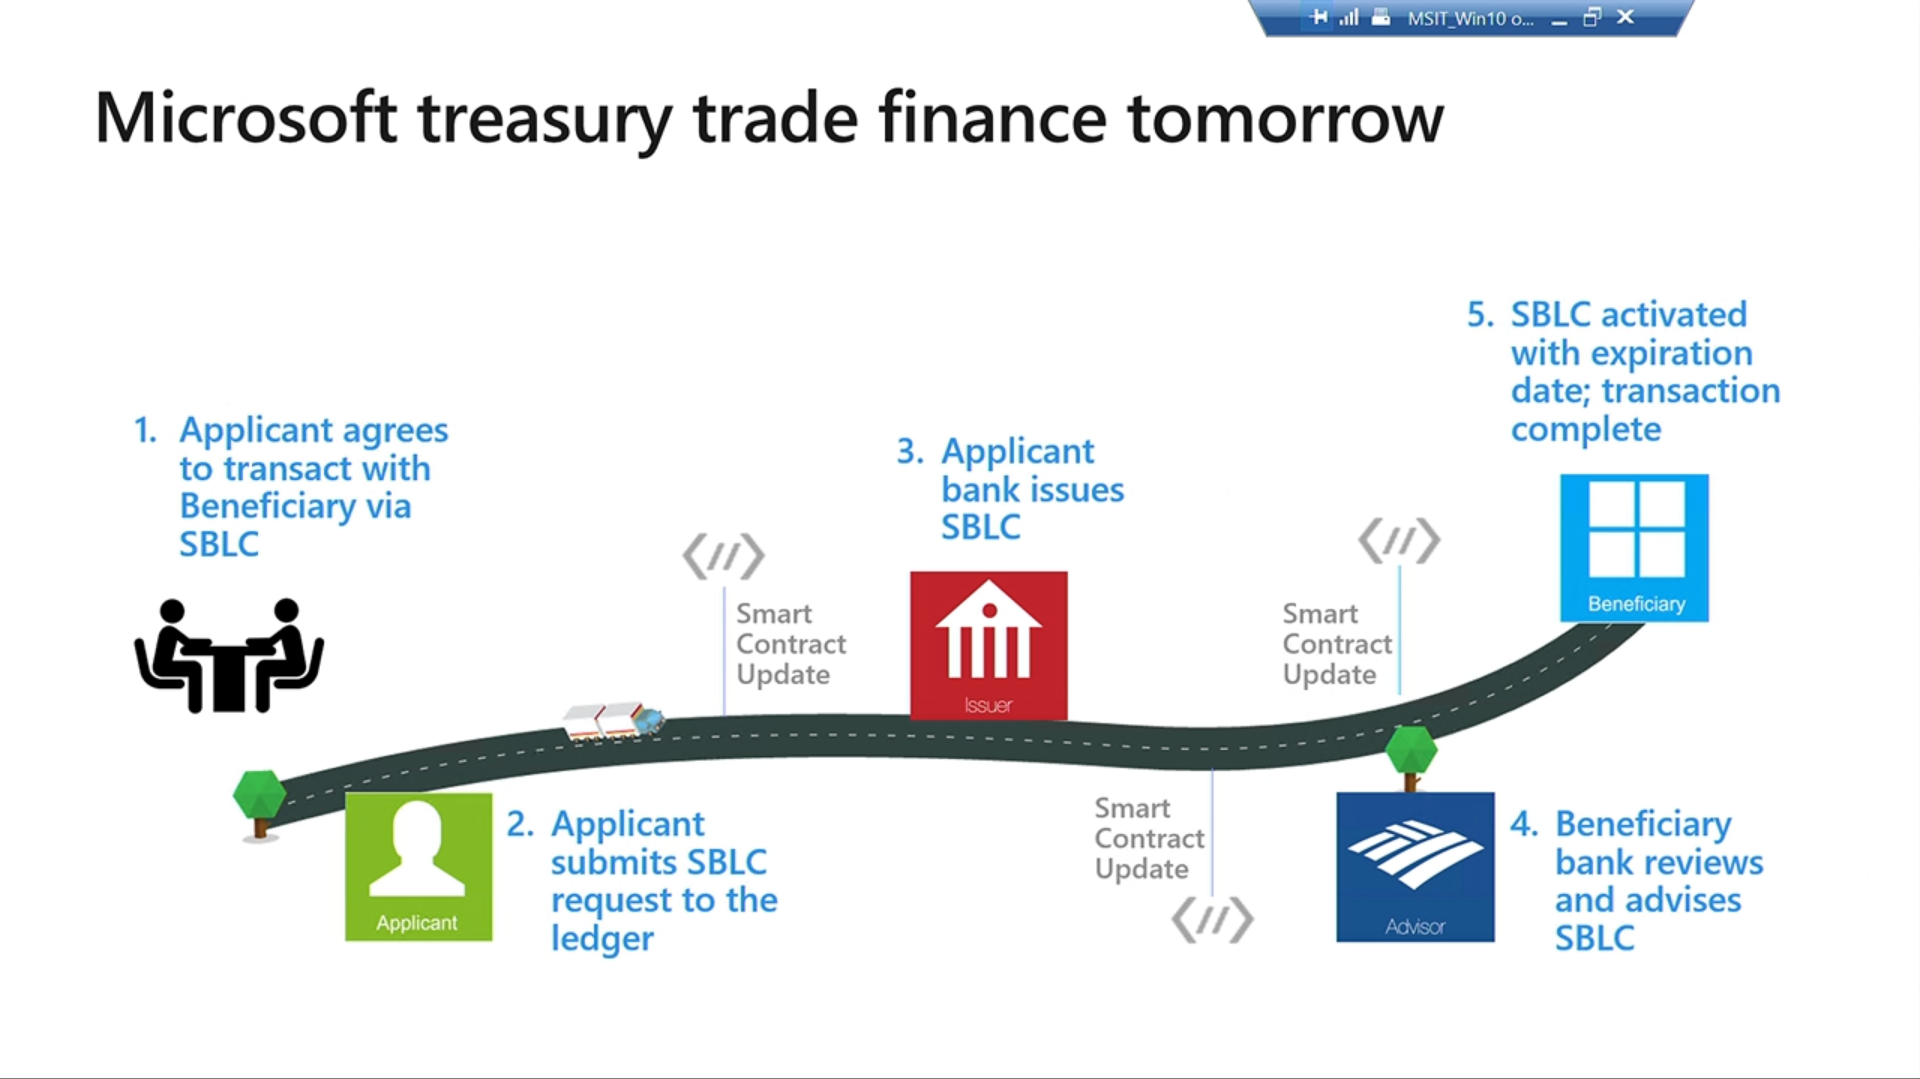 MSIT_Win10 o...
Microsoft treasury trade finance tomorrow
1. Applicant agrees
to transact with
Beneficiary via
SBLC
2. Applicant
submits SBLC
request to the
ledger
Applicant
Smart
Contract
Update
3. Applicant
bank issues
SBLC
Issuer
Smart
Contract
Update
Smart
Contract
Update
4. Beneficiary
bank reviews
and advises
SBLC
Advisor
5. SBLC activated
with expiration
date; transaction
complete
Beneficiary